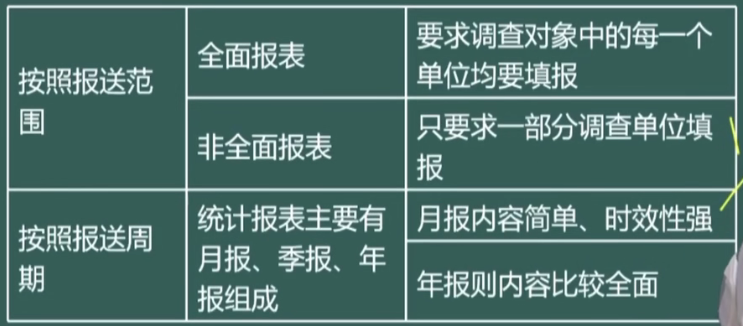 按照报送范
围
全面报表
要求调查对象中的每一个
单位均要填报
非全面报表
只要求一部分调查单位填
报
按照报送周
期
统计报表主要有
月报、季报、年
报组成
月报内容简单、时效性强
年报则内容比较全面